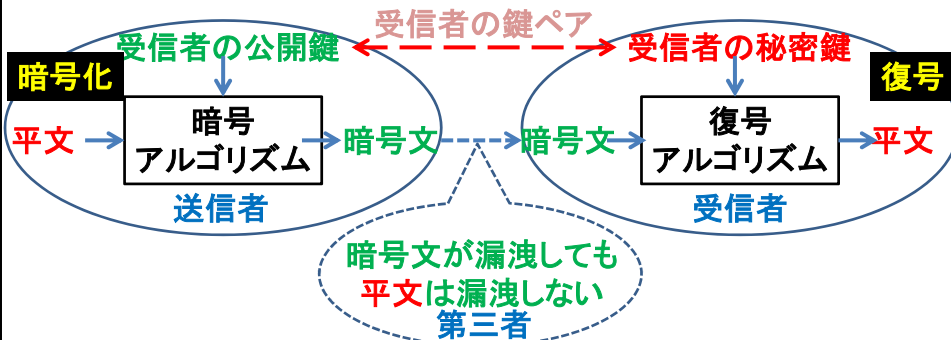 受信者の鍵ペア
受信者の公開鍵
受信者の秘密鍵
暗号化
復号
平文
暗号
アルゴリズム
暗号文
暗号文
復号
アルゴリズム
平文
送信者
受信者
暗号文が漏洩しても
平文は漏洩しない
第三者